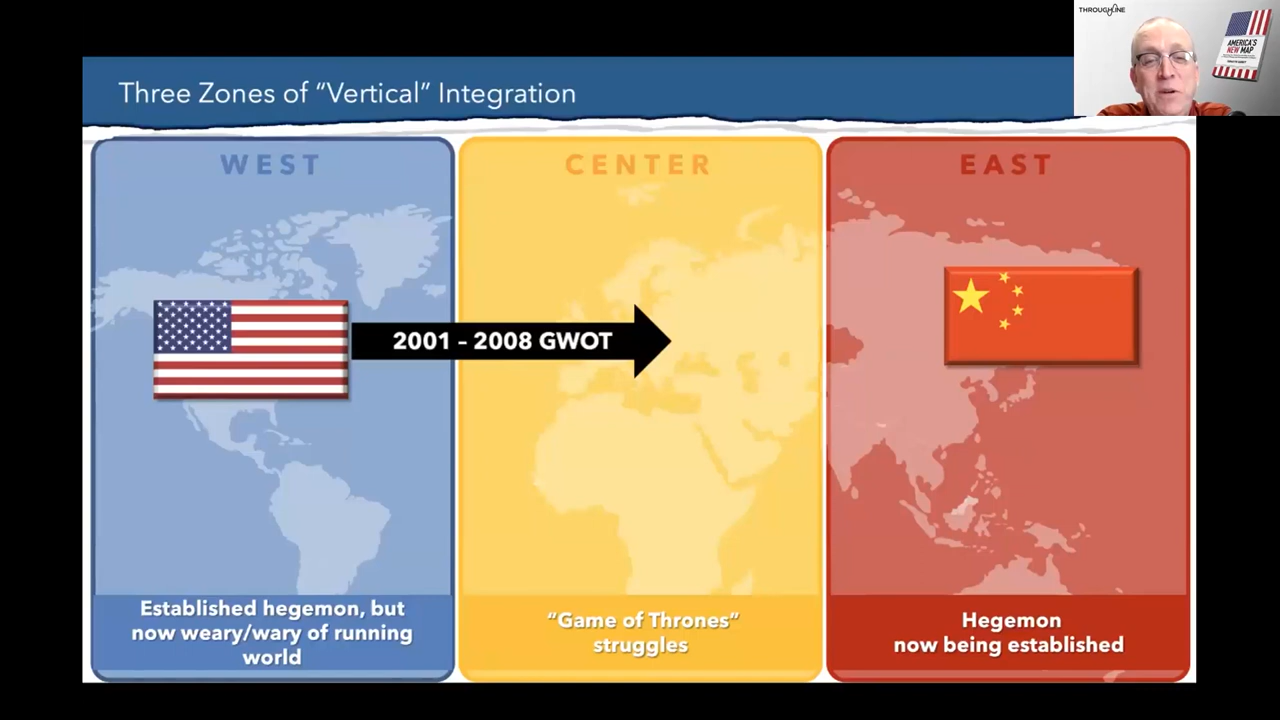 THROUGHLINE
AMERICA'S
NEW MAP
Three Zones of “Vertical” Integration
WEST
CENTER
EAST
2001 – 2008 GWOT
Established hegemon, but
now weary/wary of running
world
“Game of Thrones”
struggles
Hegemon
now being established